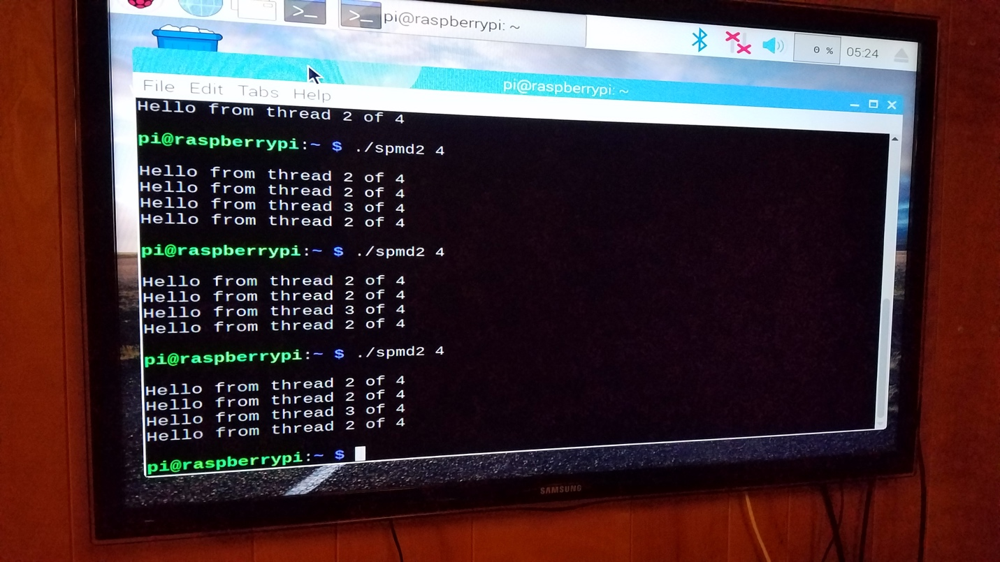 >_
>_ pi@raspberrypi: ~
0 % 05:24
pi@raspberrypi: ~
File Edit Tabs Help
Hello from thread 2 of 4
pi@raspberrypi:~ $ ./spmd2 4
Hello from thread 2 of 4
Hello from thread 2 of 4
Hello from thread 3 of 4
Hello from thread 2 of 4
pi@raspberrypi:~ $ ./spmd2 4
Hello from thread 2 of 4
Hello from thread 2 of 4
Hello from thread 3 of 4
Hello from thread 2 of 4
pi@raspberrypi:~ $ ./spmd2 4
Hello from thread 2 of 4
Hello from thread 2 of 4
Hello from thread 3 of 4
Hello from thread 2 of 4
pi@raspberrypi:~ $
SAMSUNG